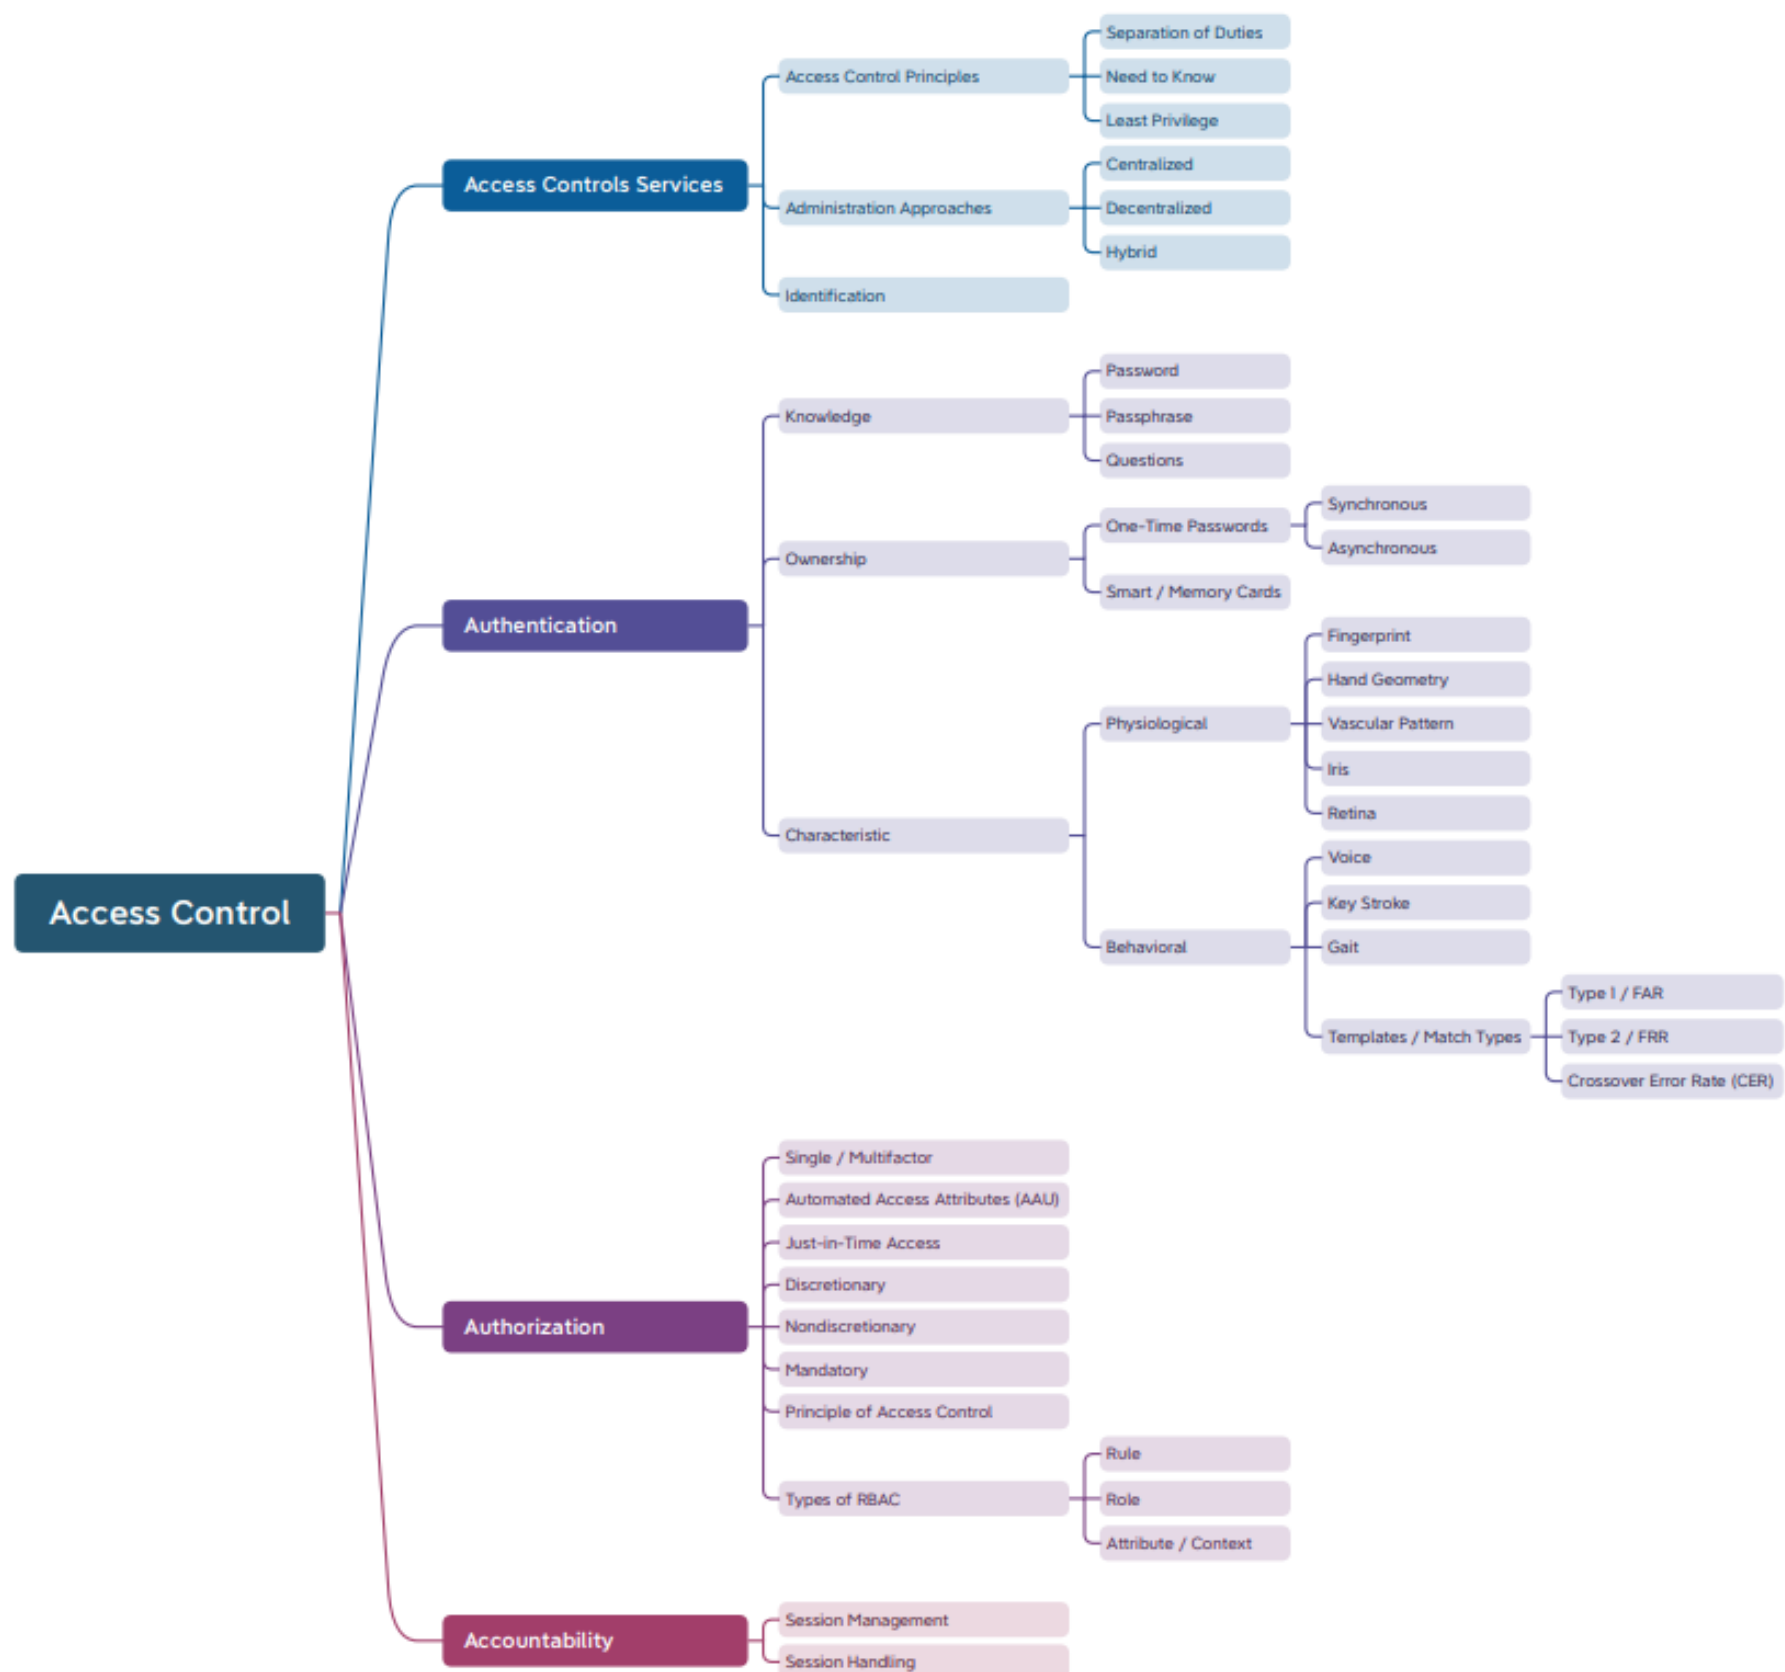 Access Control
Access Controls Services
Access Control Principles
Separation of Duties
Need to Know
Least Privilege
Administration Approaches
Centralized
Decentralized
Hybrid
Identification
Authentication
Knowledge
Password
Passphrase
Questions
Ownership
One-Time Passwords
Synchronous
Asynchronous
Smart / Memory Cards
Characteristic
Physiological
Fingerprint
Hand Geometry
Vascular Pattern
Iris
Retina
Behavioral
Voice
Key Stroke
Gait
Templates / Match Types
Type 1 / FAR
Type 2 / FRR
Crossover Error Rate (CER)
Authorization
Single / Multifactor
Automated Access Attributes (AAU)
Just-in-Time Access
Discretionary
Nondiscretionary
Mandatory
Principle of Access Control
Types of RBAC
Rule
Role
Attribute / Context
Accountability
Session Management
Session Handling